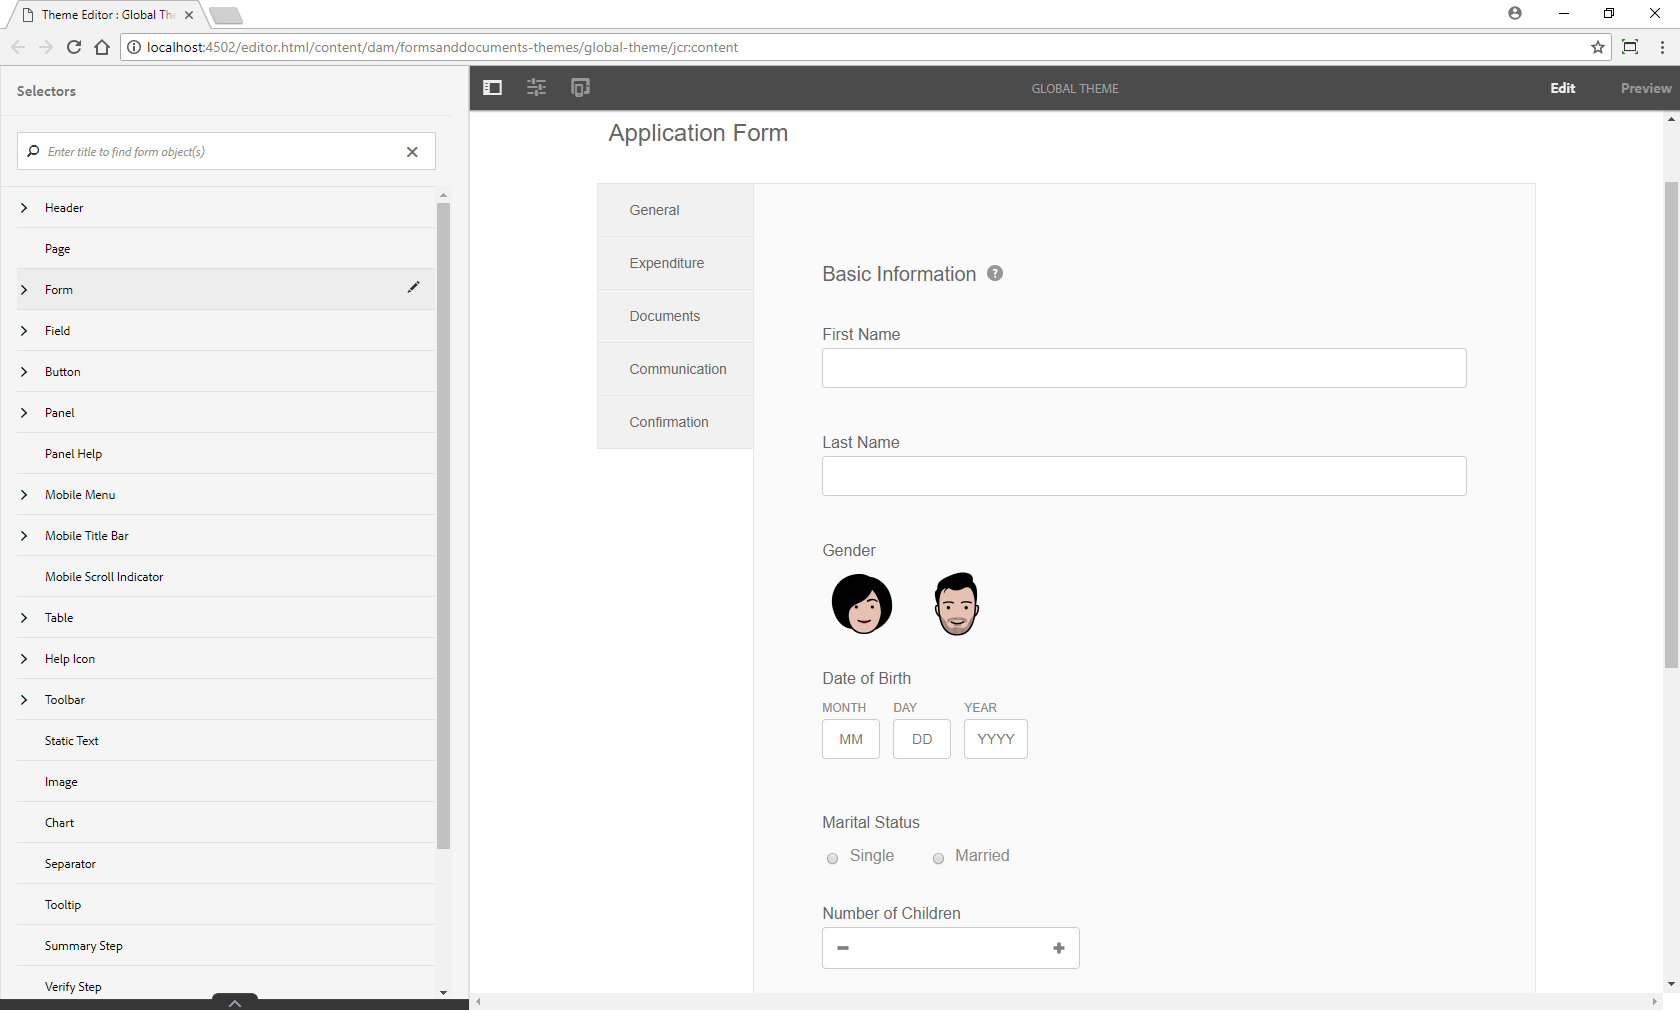 Theme Editor : Global The
localhost:4502/editor.html/content/dam/formsanddocuments-themes/global-theme/jcr:content
Selectors
GLOBAL THEME
Edit
Preview
Enter title to find form object(s)
Header
Page
Form
Field
Button
Panel
Panel Help
Mobile Menu
Mobile Title Bar
Mobile Scroll Indicator
Table
Help Icon
Toolbar
Static Text
Image
Chart
Separator
Tooltip
Summary Step
Verify Step
Application Form
General
Expenditure
Documents
Communication
Confirmation
Basic Information ?
First Name
Last Name
Gender
Date of Birth
MONTH DAY YEAR
MM DD YYYY
Marital Status
Single Married
Number of Children